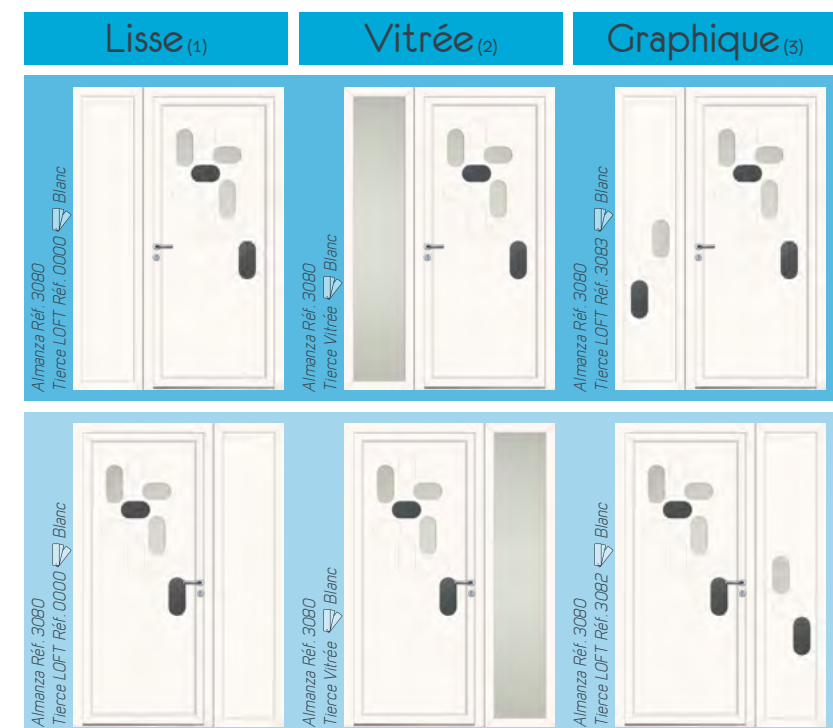 Lisse (1)
Vitrée (2)
Graphique (3)
Almanza Réf. 3080
Tierce LOFT Réf. 0000 Blanc
Almanza Réf. 3080
Tierce Vitrée Blanc
Almanza Réf. 3080
Tierce LOFT Réf. 3083 Blanc
Almanza Réf. 3080
Tierce LOFT Réf. 0000 Blanc
Almanza Réf. 3080
Tierce Vitrée Blanc
Almanza Réf. 3080
Tierce LOFT Réf. 3082 Blanc